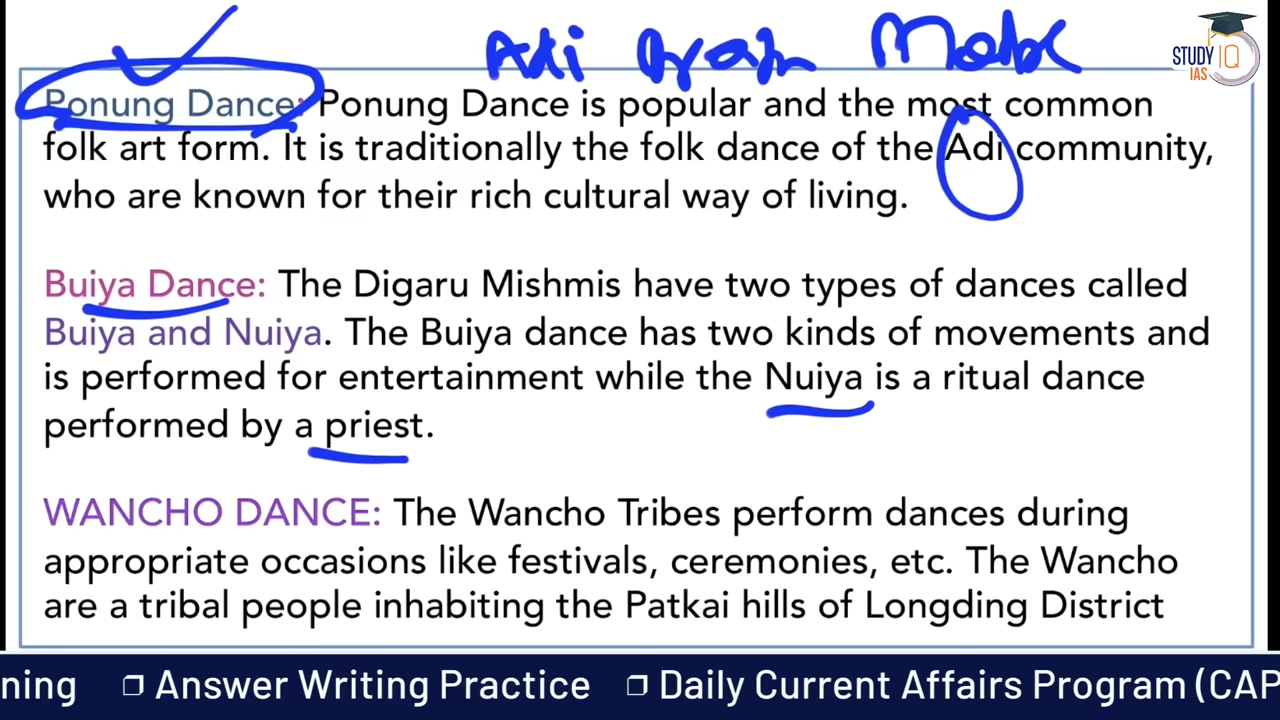 Adi
STUDY IQ
IAS
Ponung Dance: Ponung Dance is popular and the most common
folk art form. It is traditionally the folk dance of the Adi community,
who are known for their rich cultural way of living.
Buiya Dance: The Digaru Mishmis have two types of dances called
Buiya and Nuiya. The Buiya dance has two kinds of movements and
is performed for entertainment while the Nuiya is a ritual dance
performed by a priest.
WANCHO DANCE: The Wancho Tribes perform dances during
appropriate occasions like festivals, ceremonies, etc. The Wancho
are a tribal people inhabiting the Patkai hills of Longding District
ning ❐ Answer Writing Practice ❐ Daily Current Affairs Program (CAP